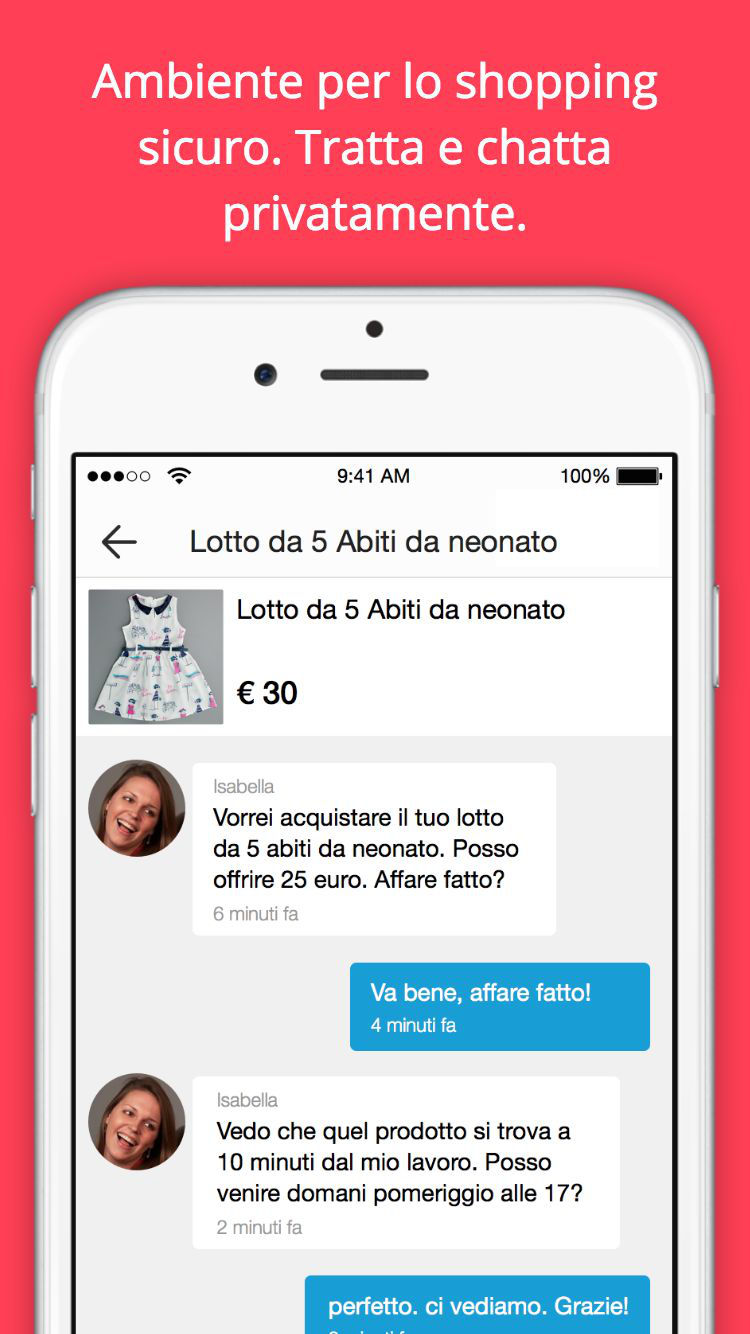 Ambiente per lo shopping
sicuro. Tratta e chatta
privatamente.
9:41 AM
100%
Lotto da 5 Abiti da neonato
Lotto da 5 Abiti da neonato
€ 30
Isabella
Vorrei acquistare il tuo lotto
da 5 abiti da neonato. Posso
offrire 25 euro. Affare fatto?
6 minuti fa
Va bene, affare fatto!
4 minuti fa
Isabella
Vedo che quel prodotto si trova a
10 minuti dal mio lavoro. Posso
venire domani pomeriggio alle 17?
2 minuti fa
perfetto. ci vediamo. Grazie!